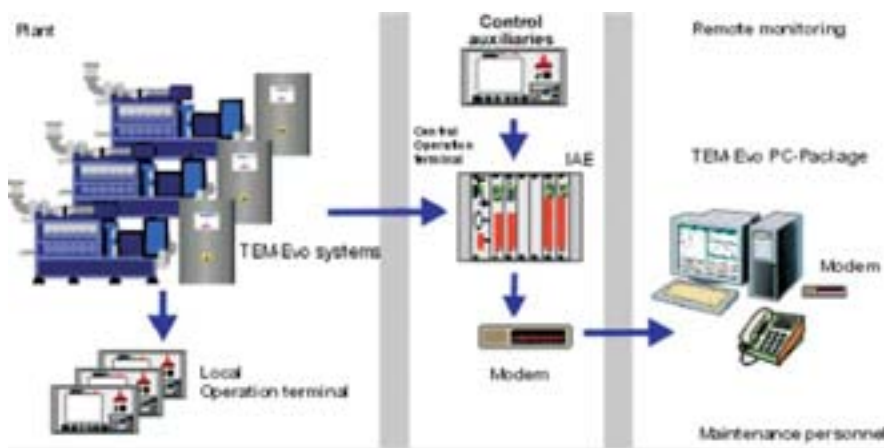 Plant
TEM-Evo systems
Local
Operation terminal
Control
auxiliaries
Central
Operation
terminal
IAE
Modem
Remote monitoring
TEM-Evo PC-Package
Modem
Maintenance personnel